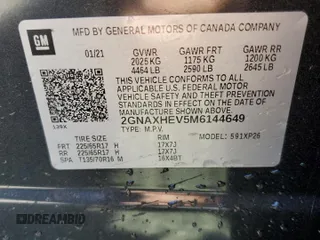 GM
MFD BY GENERAL MOTORS OF CANADA COMPANY
01/21 GVWR GAWR FRT GAWR RR
2025 KG 1175 KG 1200 KG
4464 LB 2590 LB 2645 LB
THIS VEHICLE CONFORMS TO ALL
APPLICABLE U.S. FEDERAL MOTOR
VEHICLE SAFETY, BUMPER, AND THEFT
PREVENTION STANDARDS IN EFFECT ON
THE DATE OF MANUFACTURE SHOWN ABOVE.
2GNAXHEV5M6144649
TYPE: M.P.V. MODEL: 591XP26
TIRE SIZE RIM
FRT 225/65R17 H 17X7J
RR 225/65R17 H 17X7J
SPA T135/70R16 M 16X4BT